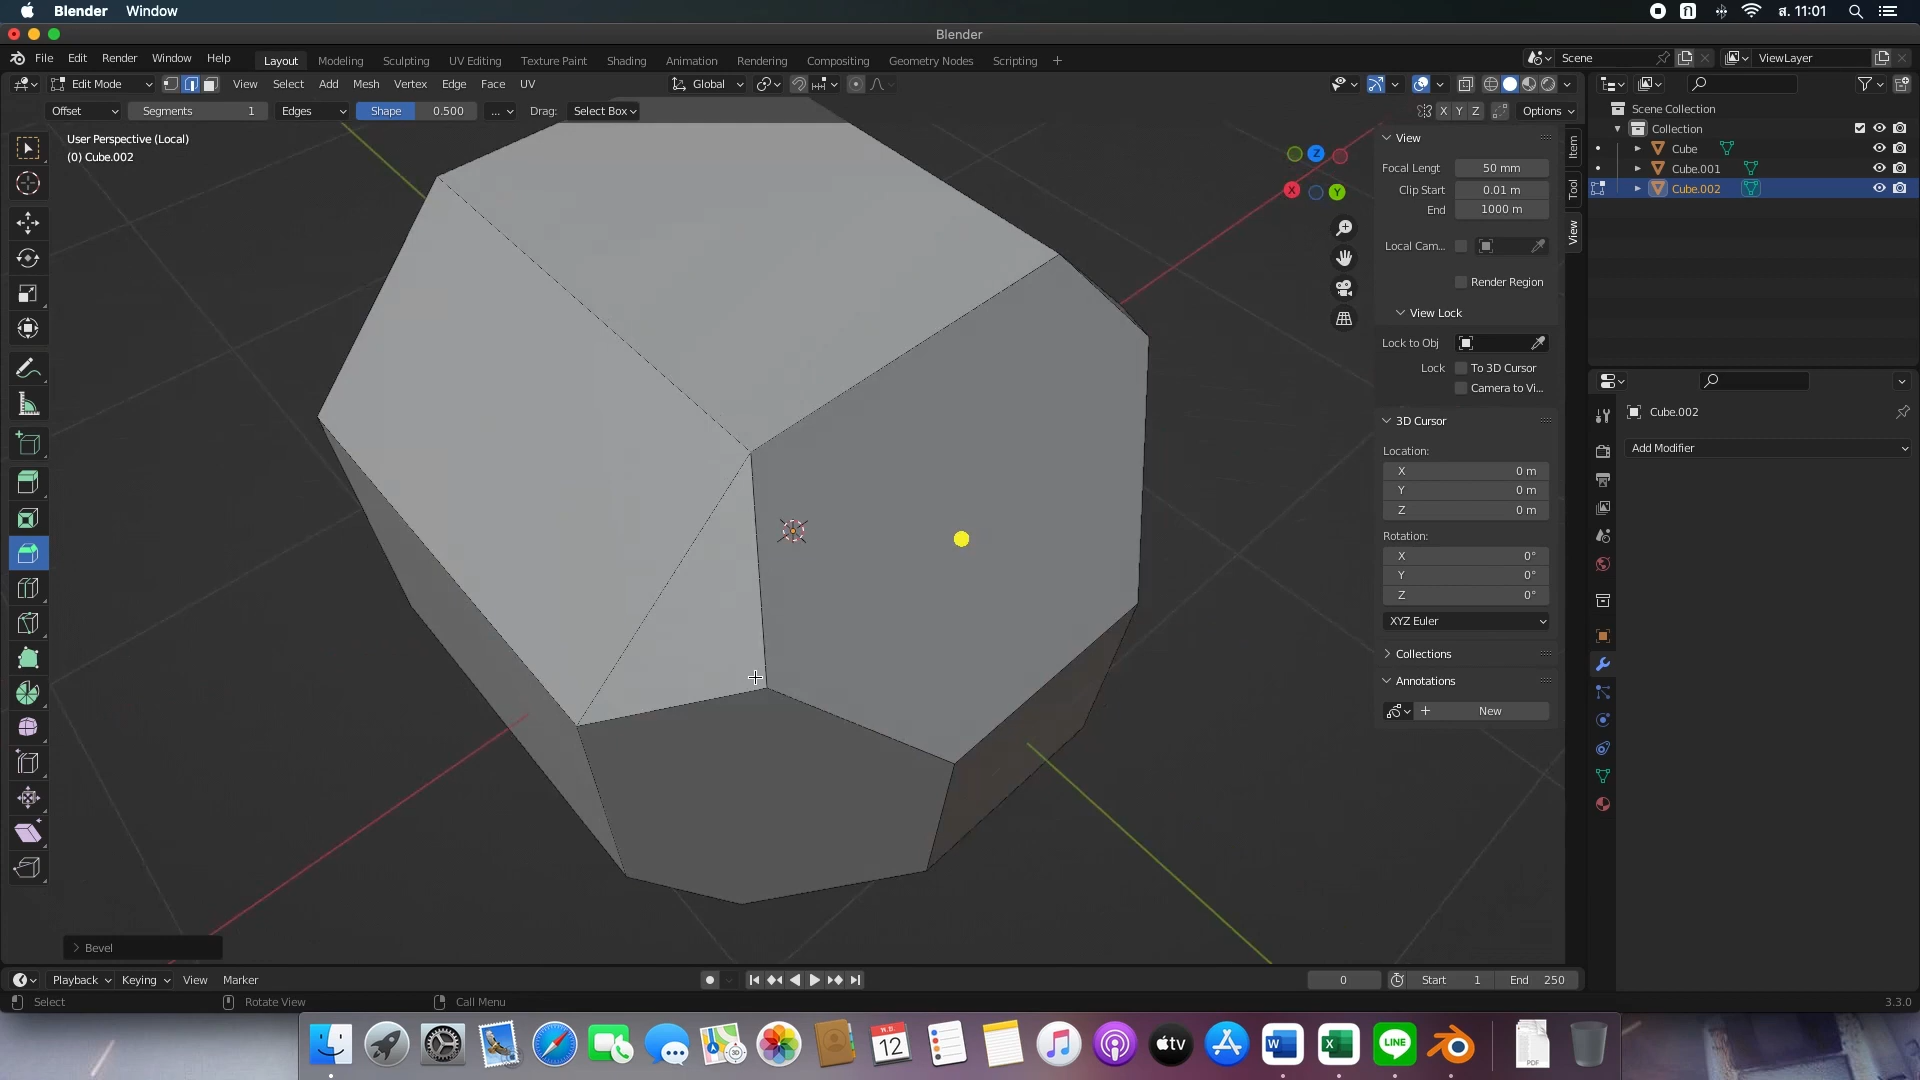 Blender Window ส. 11:01
Blender
File Edit Render Window Help Layout Modeling Sculpting UV Editing Texture Paint Shading Animation Rendering Compositing Geometry Nodes Scripting + Scene ViewLayer
Edit Mode View Select Add Mesh Vertex Edge Face UV Global
Offset Segments 1 Edges Shape 0.500 ... Drag: Select Box X Y Z Options
User Perspective (Local)
(0) Cube.002
Z
X
Y
View
Focal Lengt 50 mm
Clip Start 0.01 m
End 1000 m
Local Cam...
Render Region
View Lock
Lock to Obj
Lock To 3D Cursor
Camera to Vi...
3D Cursor
Location:
X 0 m
Y 0 m
Z 0 m
Rotation:
X 0°
Y 0°
Z 0°
XYZ Euler
Collections
Annotations
+ New
Item
Tool
View
Scene Collection
Collection
Cube
Cube.001
Cube.002
Cube.002
Add Modifier
Bevel
Playback Keying View Marker 0 Start 1 End 250
Select Rotate View Call Menu 3.3.0
12
tv
W
X
LINE
PDF